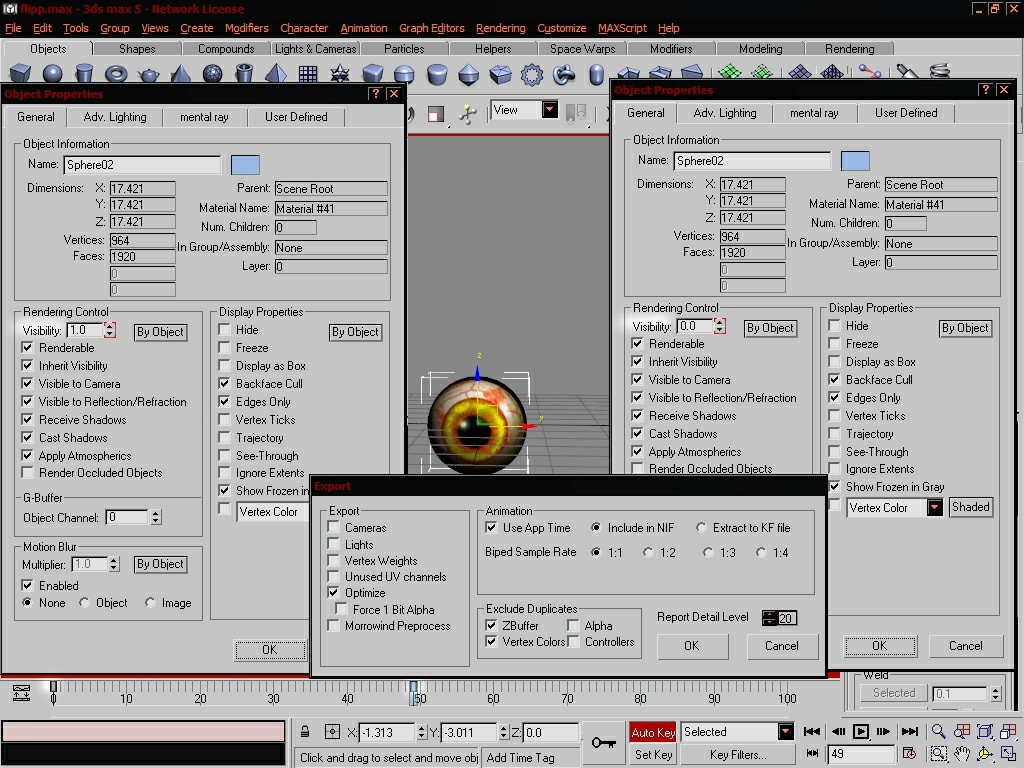 flipp.max - 3ds max 5 - Network License
File Edit Tools Group Views Create Modifiers Character Animation Graph Editors Rendering Customize MAXScript Help
Objects Shapes Compounds Lights & Cameras Particles Helpers Space Warps Modifiers Modeling Rendering
View
Object Properties
General Adv. Lighting mental ray User Defined
Object Information
Name: Sphere02
Dimensions: X: 17.421 Parent: Scene Root
Y: 17.421 Material Name: Material #41
Z: 17.421 Num. Children: 0
Vertices: 964 In Group/Assembly: None
Faces: 1920 Layer: 0
0
0
Rendering Control
Visibility: 1.0 By Object
Renderable
Inherit Visibility
Visible to Camera
Visible to Reflection/Refraction
Receive Shadows
Cast Shadows
Apply Atmospherics
Render Occluded Objects
G-Buffer
Object Channel: 0
Motion Blur
Multiplier: 1.0 By Object
Enabled
None Object Image
Display Properties
Hide By Object
Freeze
Display as Box
Backface Cull
Edges Only
Vertex Ticks
Trajectory
See-Through
Ignore Extents
Show Frozen in
Vertex Color
OK
z
Object Properties
General Adv. Lighting mental ray User Defined
Object Information
Name: Sphere02
Dimensions: X: 17.421 Parent: Scene Root
Y: 17.421 Material Name: Material #41
Z: 17.421 Num. Children: 0
Vertices: 964 In Group/Assembly: None
Faces: 1920 Layer: 0
0
0
Rendering Control
Visibility: 0.0 By Object
Renderable
Inherit Visibility
Visible to Camera
Visible to Reflection/Refraction
Receive Shadows
Cast Shadows
Apply Atmospherics
Render Occluded Objects
Display Properties
Hide By Object
Freeze
Display as Box
Backface Cull
Edges Only
Vertex Ticks
Trajectory
See-Through
Ignore Extents
Show Frozen in Gray
Vertex Color Shaded
OK Cancel
Export
Export
Cameras
Lights
Vertex Weights
Unused UV channels
Optimize
Force 1 Bit Alpha
Morrowind Preprocess
Animation
Use App Time Include in NIF Extract to KF file
Biped Sample Rate 1:1 1:2 1:3 1:4
Exclude Duplicates
ZBuffer Alpha
Vertex Colors Controllers
Report Detail Level 20
OK Cancel
Weld
Selected 0.1
0 10 20 30 40 50 60 70 80 90 100
X: -1.313 Y: -3.011 Z: 0.0
Auto Key Selected
Click and drag to select and move obj Add Time Tag
Set Key Key Filters... 49